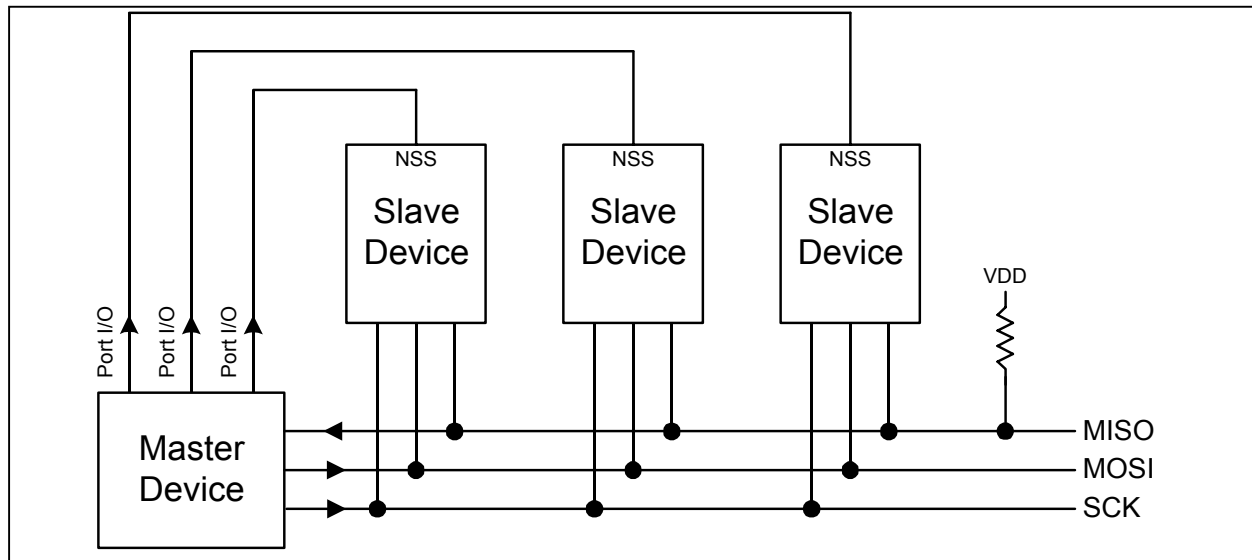 NSS
Slave
Device
NSS
Slave
Device
NSS
Slave
Device
VDD
Port I/O
Port I/O
Port I/O
Master
Device
MISO
MOSI
SCK